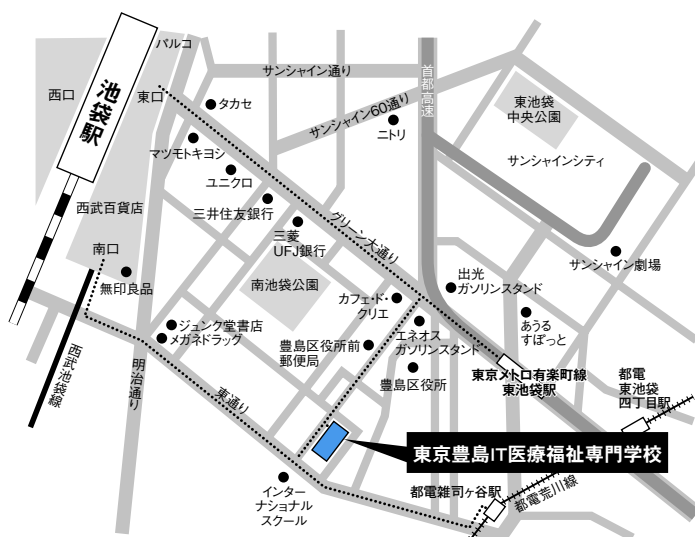 パルコ
池袋駅
西口
東口
タカセ
サンシャイン通り
首都高速
サンシャイン60通り
ニトリ
東池袋
中央公園
サンシャインシティ
マツモトキヨシ
ユニクロ
三井住友銀行
三菱
UFJ銀行
グリーン大通り
西武百貨店
南口
無印良品
南池袋公園
カフェ・ド・
クリエ
出光
ガソリンスタンド
サンシャイン劇場
あうる
すぽっと
ジュンク堂書店
メガネドラッグ
豊島区役所前
郵便局
エネオス
ガソリンスタンド
豊島区役所
東京メトロ有楽町線
東池袋駅
都電
東池袋
四丁目駅
西武池袋線
明治通り
東通り
東京豊島IT医療福祉専門学校
インター
ナショナル
スクール
都電雑司ヶ谷駅
都電荒川線